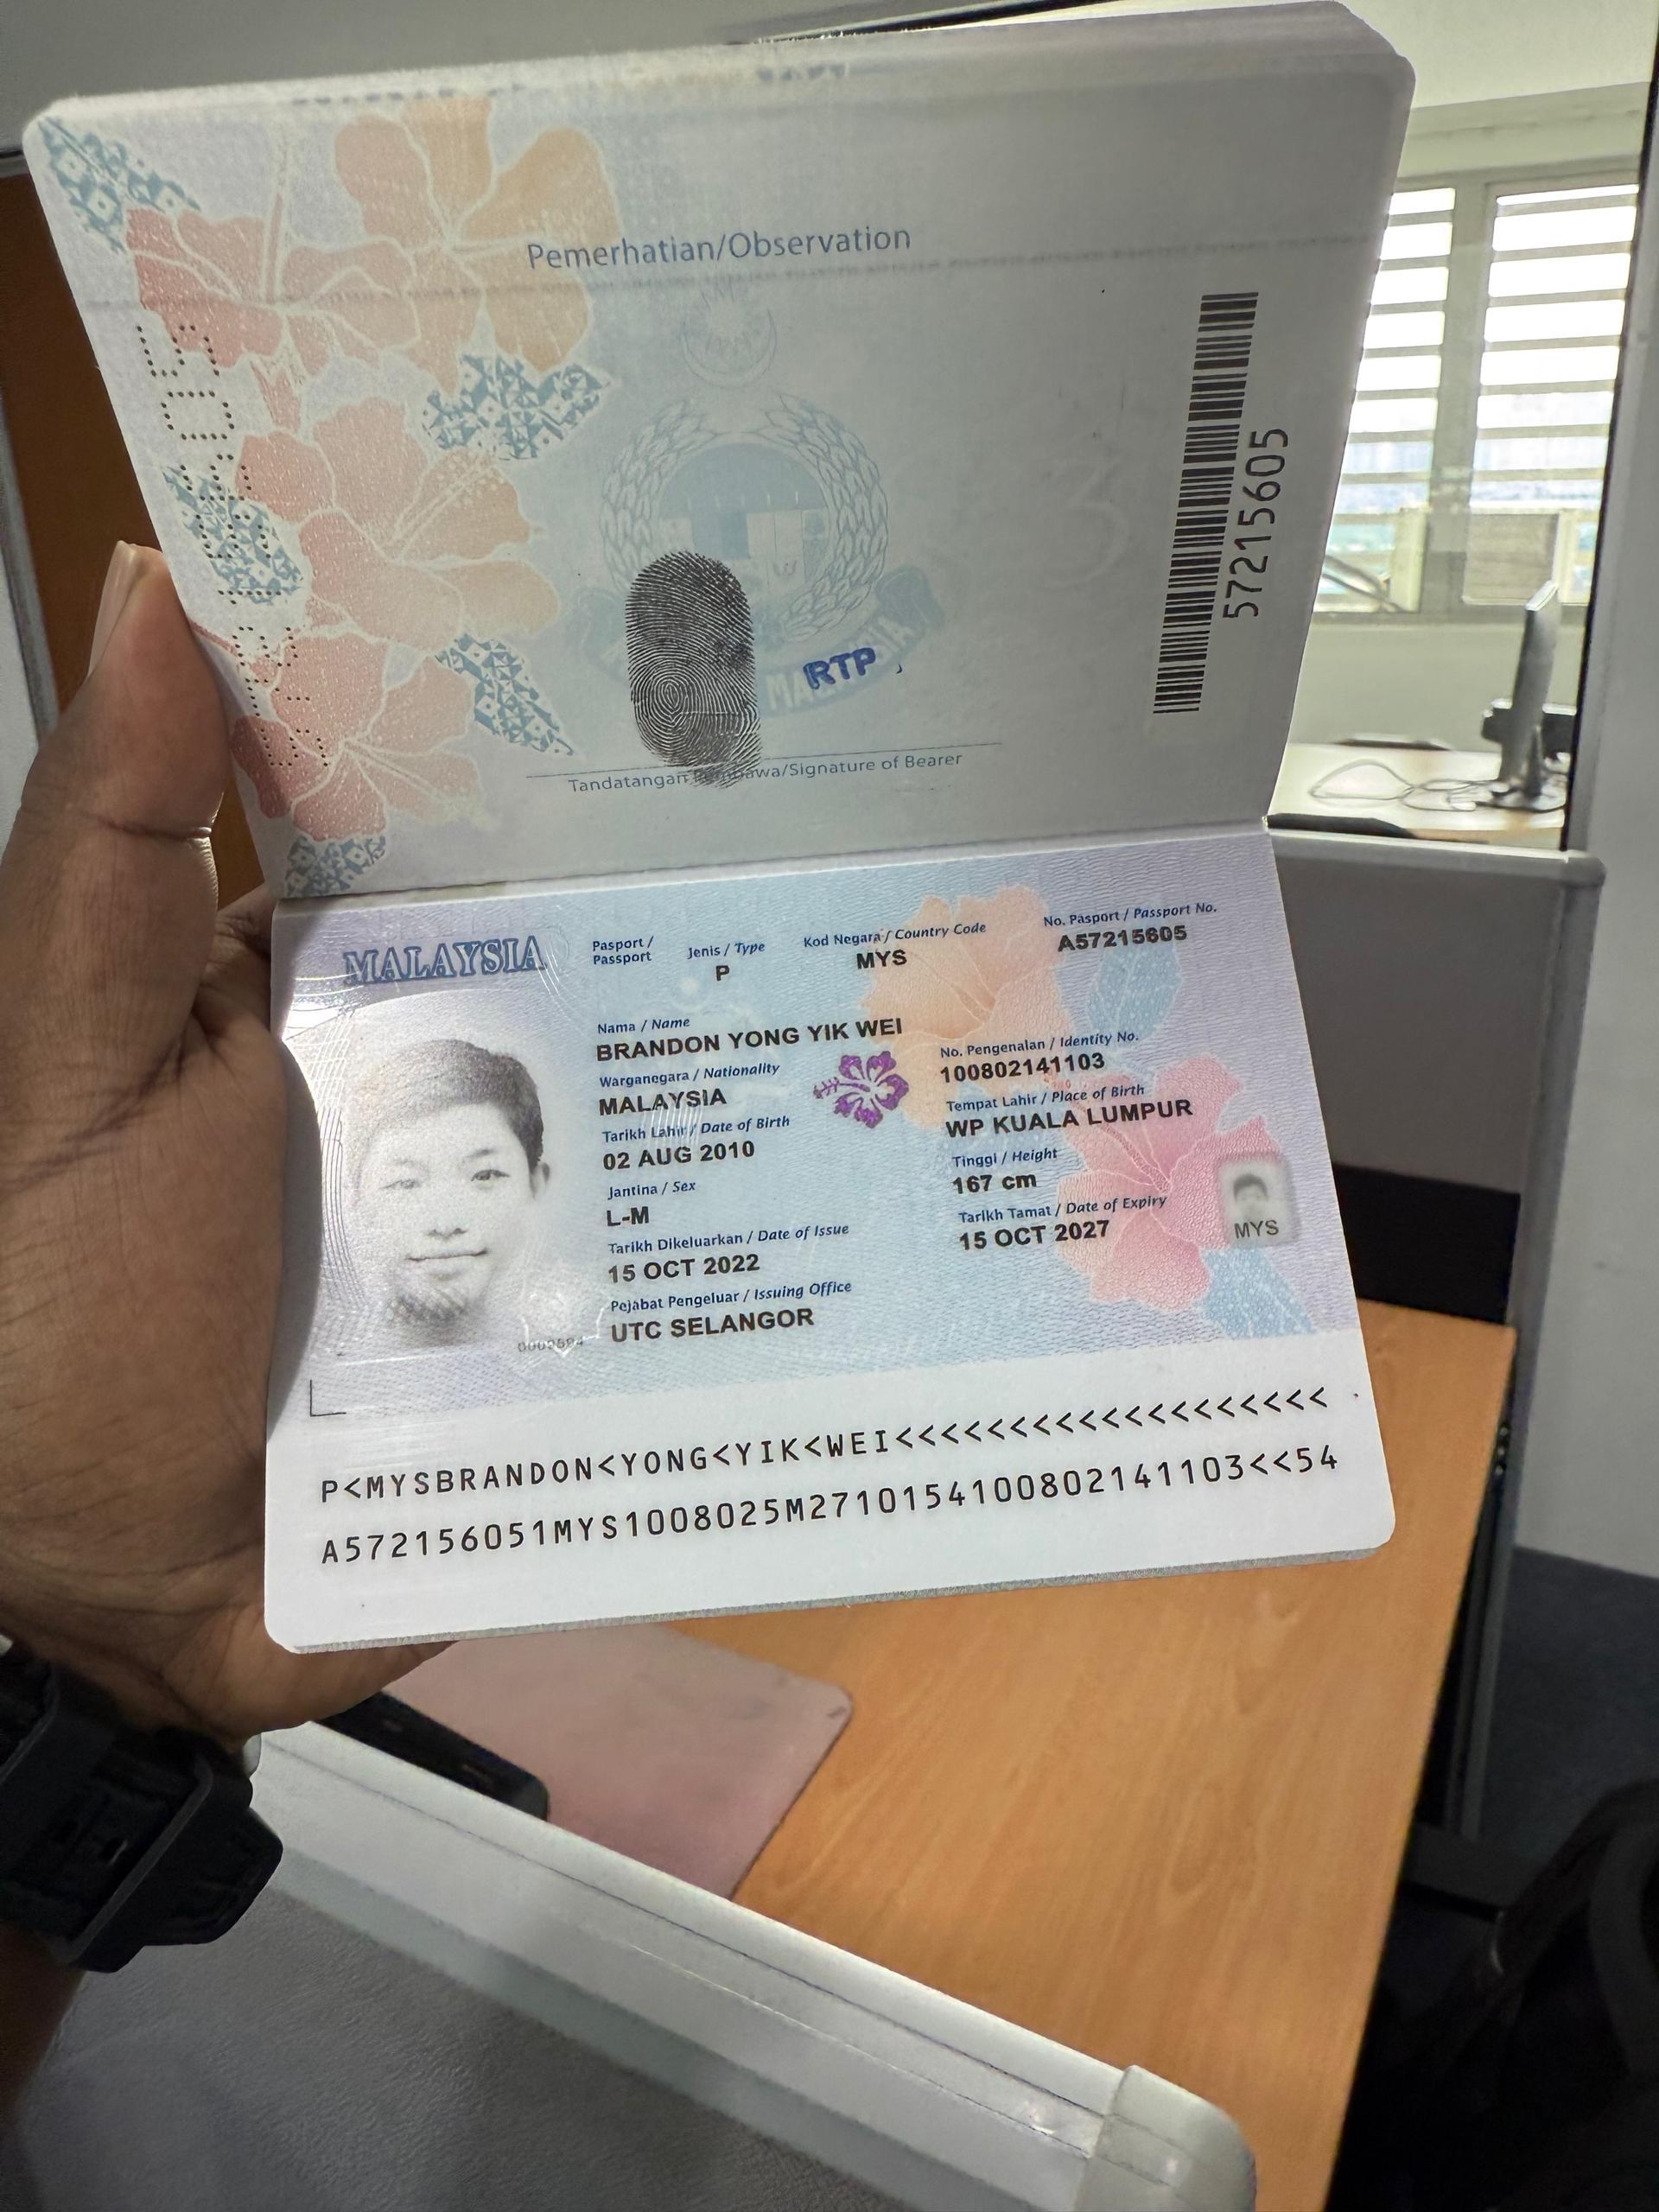 Pemerhatian/Observation
57215605
RTP
MALAYSIA
Tandatangan Pembawa/Signature of Bearer
MALAYSIA
Pasport / Passport
Jenis / Type
P
Kod Negara / Country Code
MYS
No. Pasport / Passport No.
A57215605
Nama / Name
BRANDON YONG YIK WEI
Warganegara / Nationality
MALAYSIA
Tarikh Lahir / Date of Birth
02 AUG 2010
Jantina / Sex
L-M
Tarikh Dikeluarkan / Date of Issue
15 OCT 2022
Pejabat Pengeluar / Issuing Office
UTC SELANGOR
No. Pengenalan / Identity No.
100802141103
Tempat Lahir / Place of Birth
WP KUALA LUMPUR
Tinggi / Height
167 cm
Tarikh Tamat / Date of Expiry
15 OCT 2027
MYS
P<MYSBRANDON<YONG<YIK<WEI<<<<<<<<<<<<<<<<<<<
A572156051MYS1008025M2710154100802141103<<54